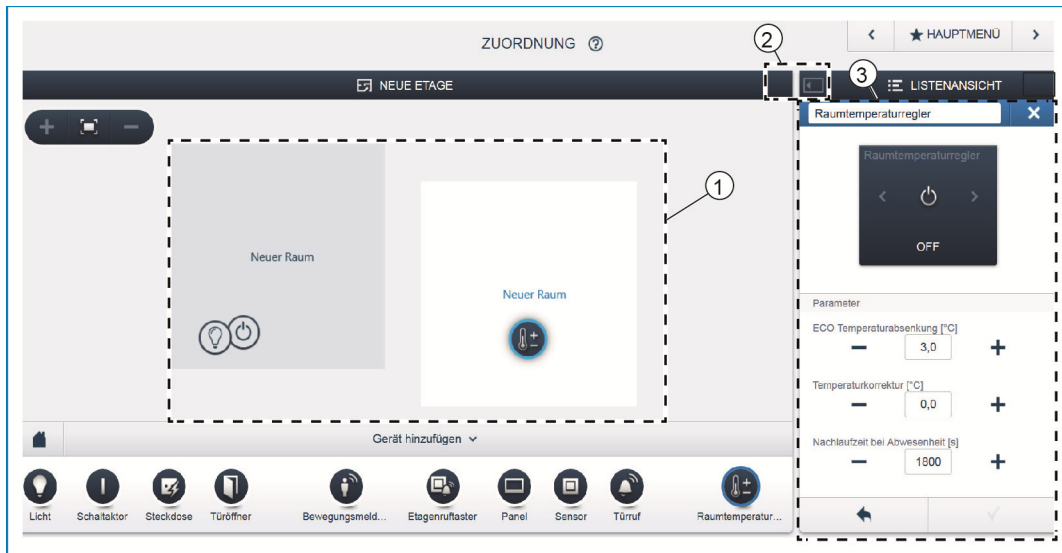 ZUORDNUNG ?
HAUPTMENÜ
2
NEUE ETAGE
3
LISTENANSICHT
Raumtemperaturregler
Raumtemperaturregler
OFF
1
Neuer Raum
Neuer Raum
Parameter
ECO Temperaturabsenkung [°C]
3,0
Temperaturkorrektur [°C]
0,0
Nachlaufzeit bei Abwesenheit [s]
1800
Gerät hinzufügen
Licht Schaltaktor Steckdose Türöffner Bewegungsmeld... Etagenruftaster Panel Sensor Türruf Raumtemperatur...